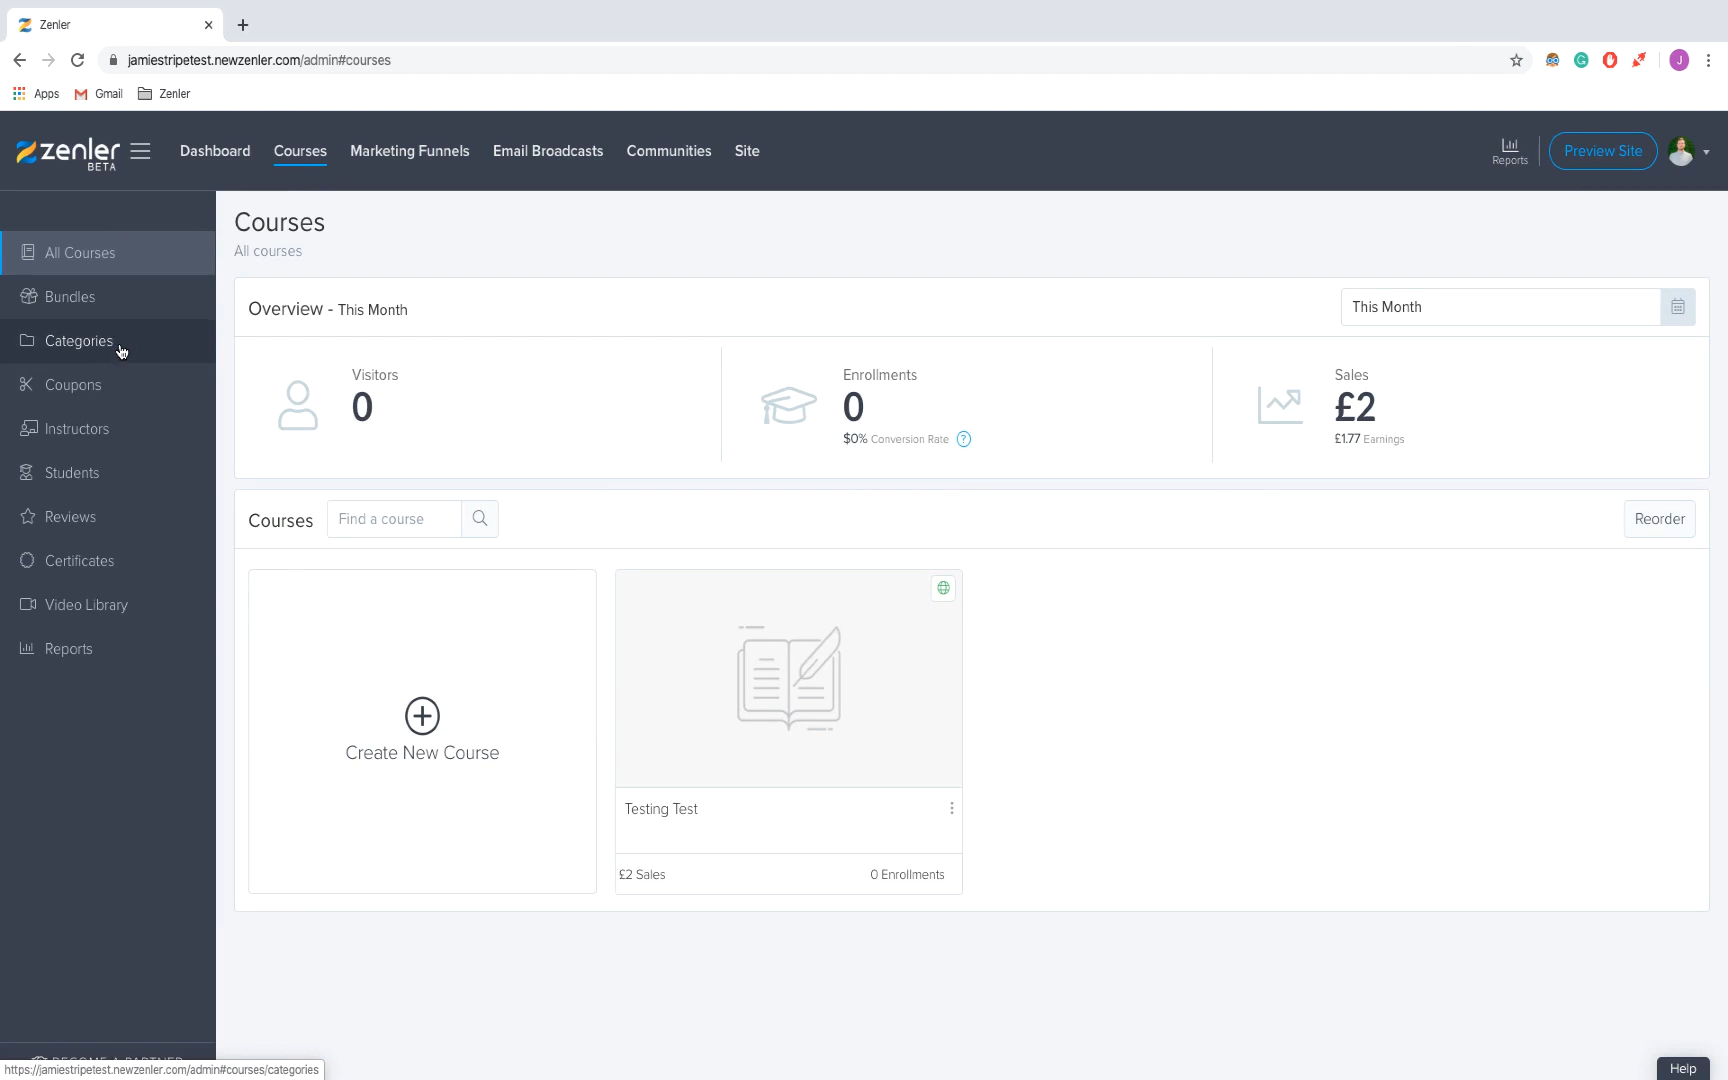 Zenler
jamiestripetest.newzenler.com/admin#courses
J
Apps Gmail Zenler
zenler
BETA
Dashboard Courses Marketing Funnels Email Broadcasts Communities Site
Reports
Preview Site
All Courses
Bundles
Categories
Coupons
Instructors
Students
Reviews
Certificates
Video Library
Reports
BECOME A PARTNER
https://jamiestripetest.newzenler.com/admin#courses/categories
Courses
All courses
Overview - This Month
This Month
Visitors
0
Enrollments
0
$0% Conversion Rate ?
Sales
£2
£1.77 Earnings
Courses
Find a course
Reorder
Create New Course
Testing Test
£2 Sales 0 Enrollments
Help